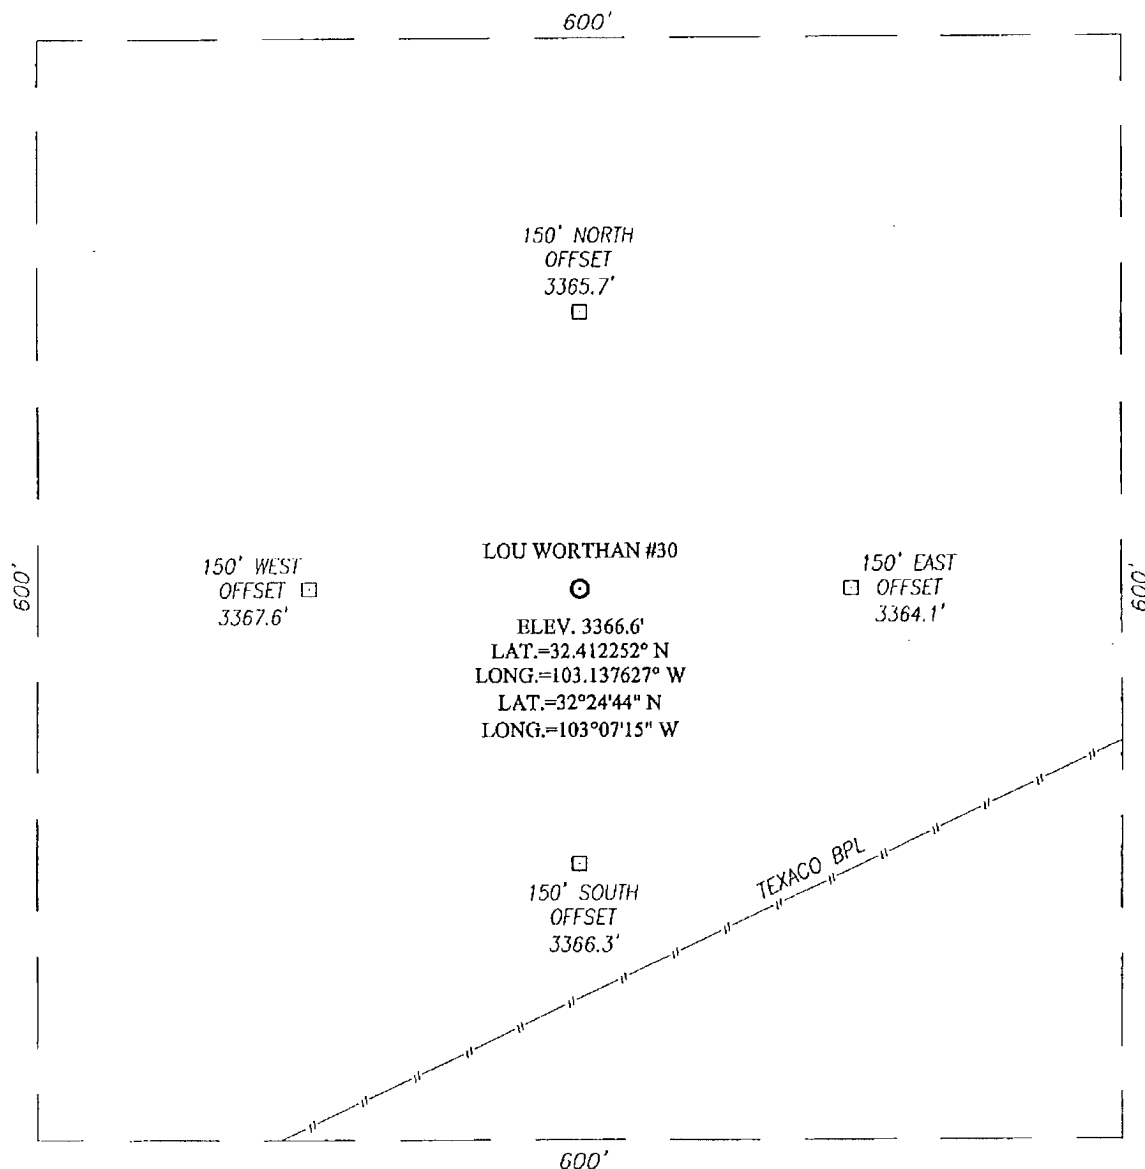 600'
150' NORTH
OFFSET
3365.7'
LOU WORTHAN #30
150' WEST
OFFSET
3367.6'
150' EAST
OFFSET
3364.1'
600'
600'
ELEV. 3366.6'
LAT.=32.412252° N
LONG.=103.137627° W
LAT.=32°24'44" N
LONG.=103°07'15" W
TEXACO BPL
150' SOUTH
OFFSET
3366.3'
600'